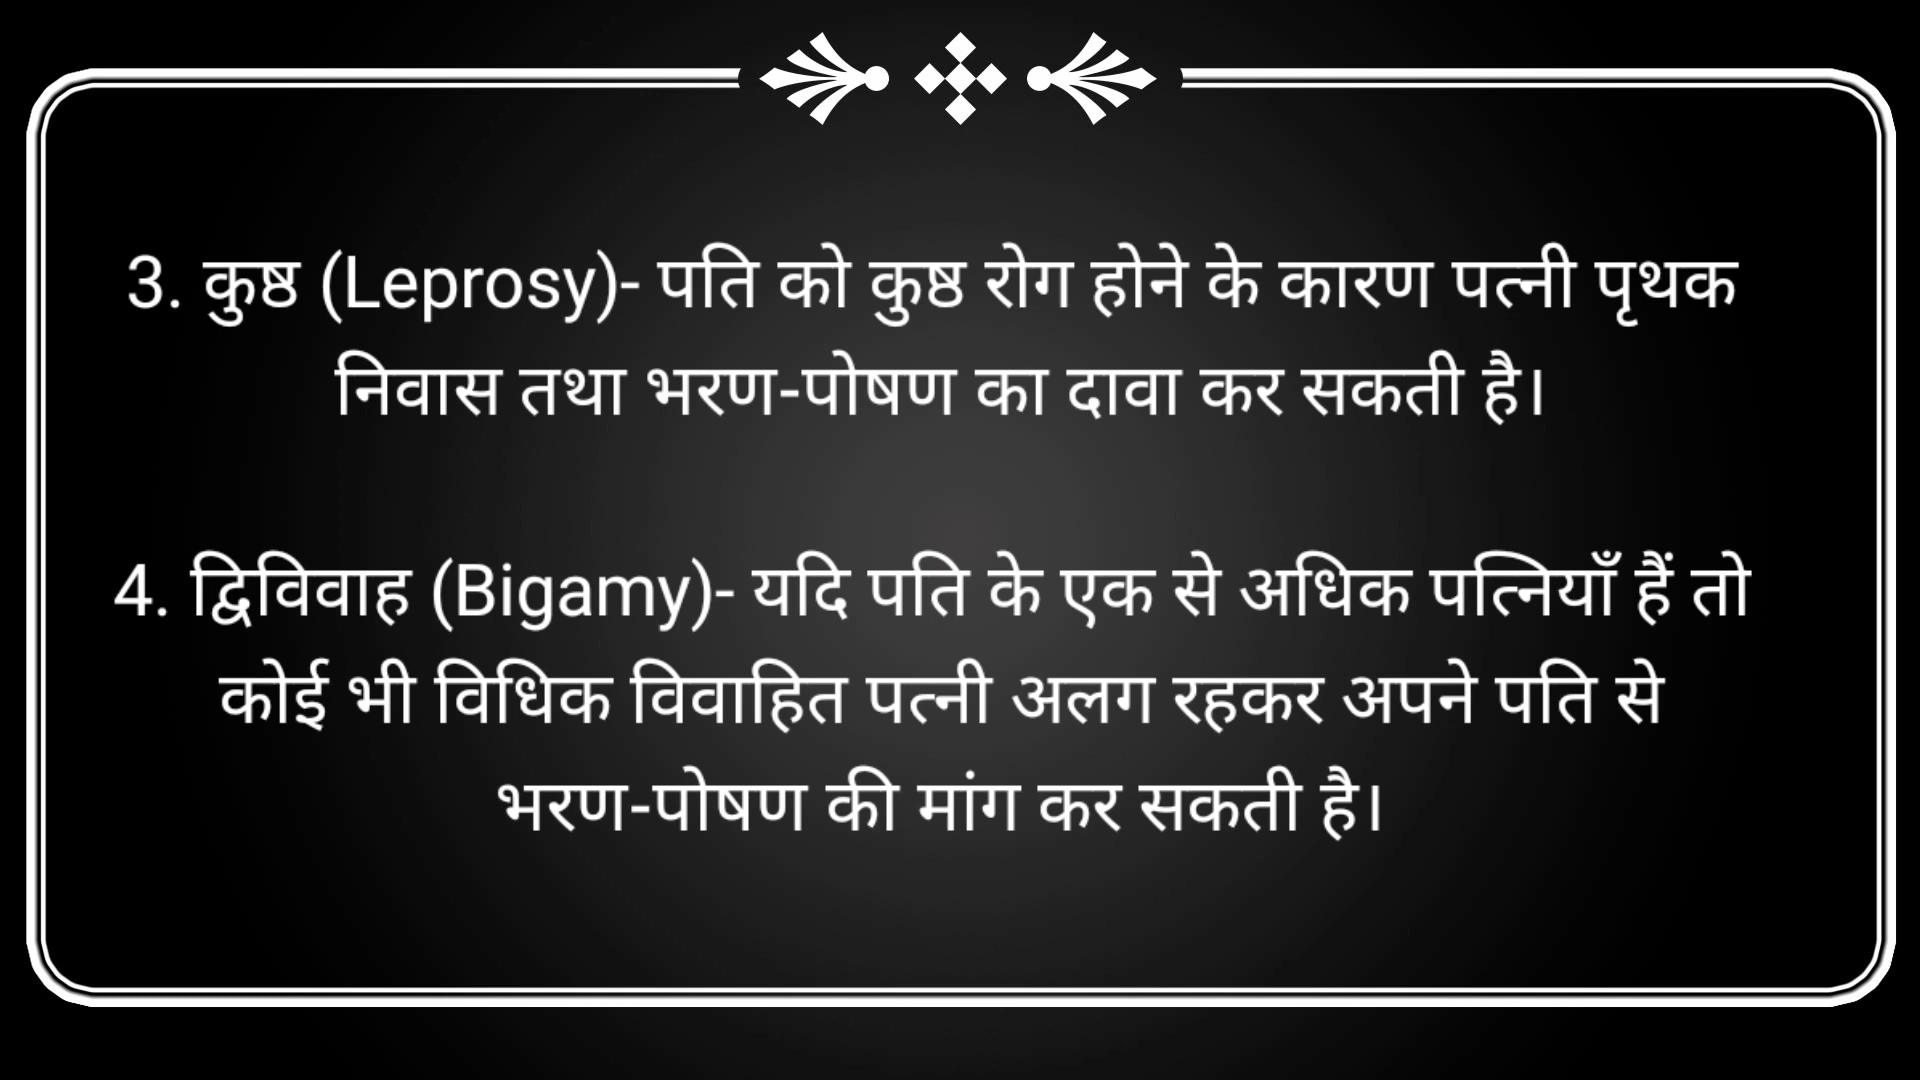 3. कुष्ठ (Leprosy)- पति को कुष्ठ रोग होने के कारण पत्नी पृथक
निवास तथा भरण-पोषण का दावा कर सकती है।
4. द्विविवाह (Bigamy)- यदि पति के एक से अधिक पत्नियाँ हैं तो
कोई भी विधिक विवाहित पत्नी अलग रहकर अपने पति से
भरण-पोषण की मांग कर सकती है।